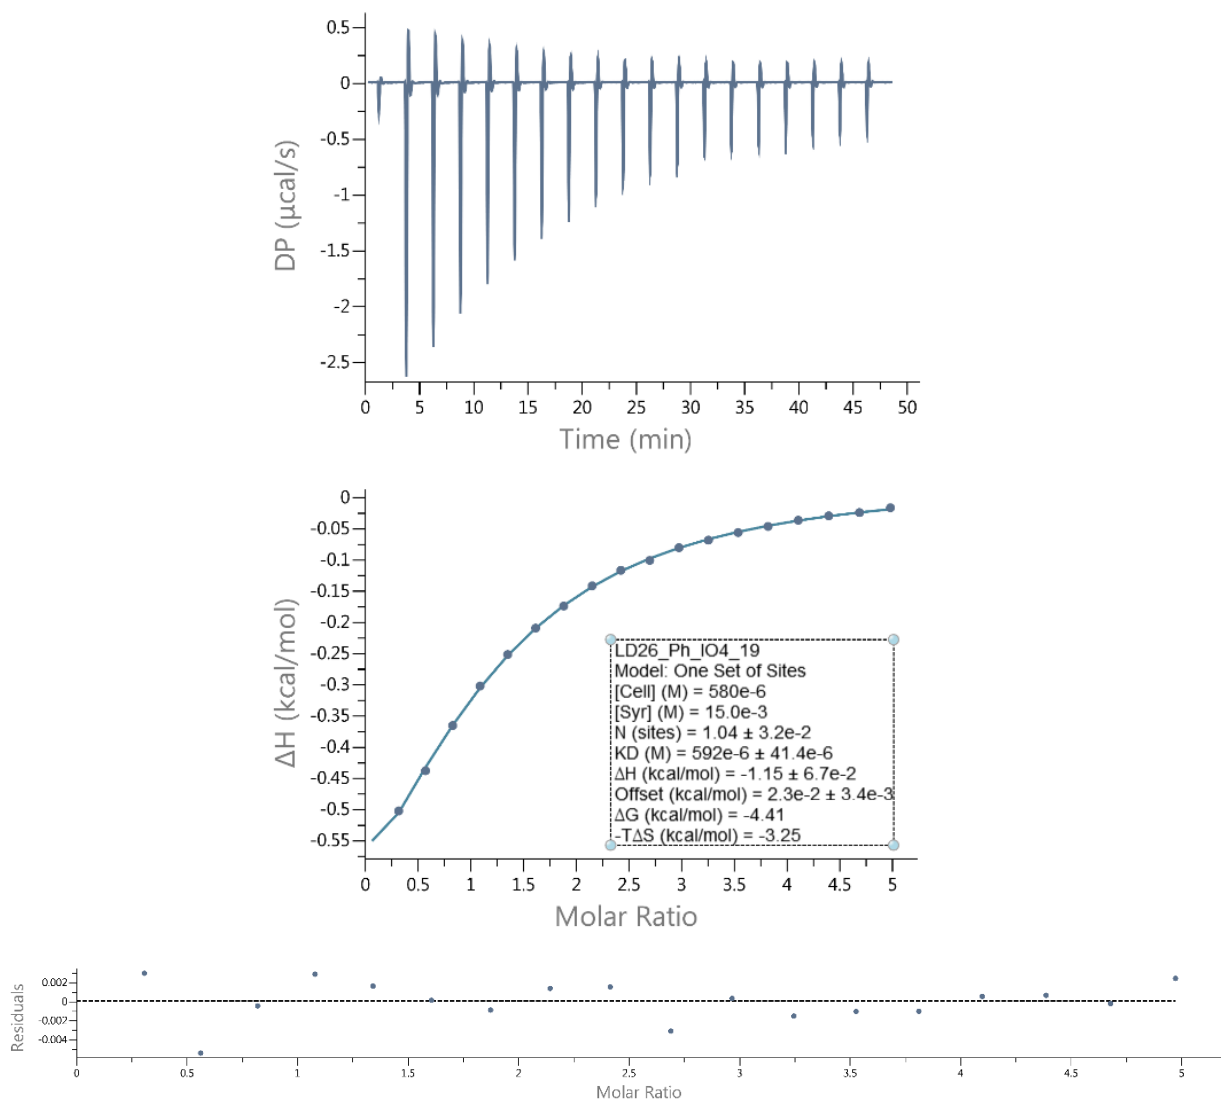 0.5
0
-0.5
-1
-1.5
-2
-2.5
DP (µcal/s)
0 5 10 15 20 25 30 35 40 45 50
Time (min)
0
-0.05
-0.1
-0.15
-0.2
-0.25
-0.3
-0.35
-0.4
-0.45
-0.5
-0.55
ΔH (kcal/mol)
LD26_Ph_IO4_19
Model: One Set of Sites
[Cell] (M) = 580e-6
[Syr] (M) = 15.0e-3
N (sites) = 1.04 ± 3.2e-2
KD (M) = 592e-6 ± 41.4e-6
ΔH (kcal/mol) = -1.15 ± 6.7e-2
Offset (kcal/mol) = 2.3e-2 ± 3.4e-3
ΔG (kcal/mol) = -4.41
-TΔS (kcal/mol) = -3.25
0 0.5 1 1.5 2 2.5 3 3.5 4 4.5 5
Molar Ratio
0.002
0
-0.002
-0.004
Residuals
0 0.5 1 1.5 2 2.5 3 3.5 4 4.5 5
Molar Ratio